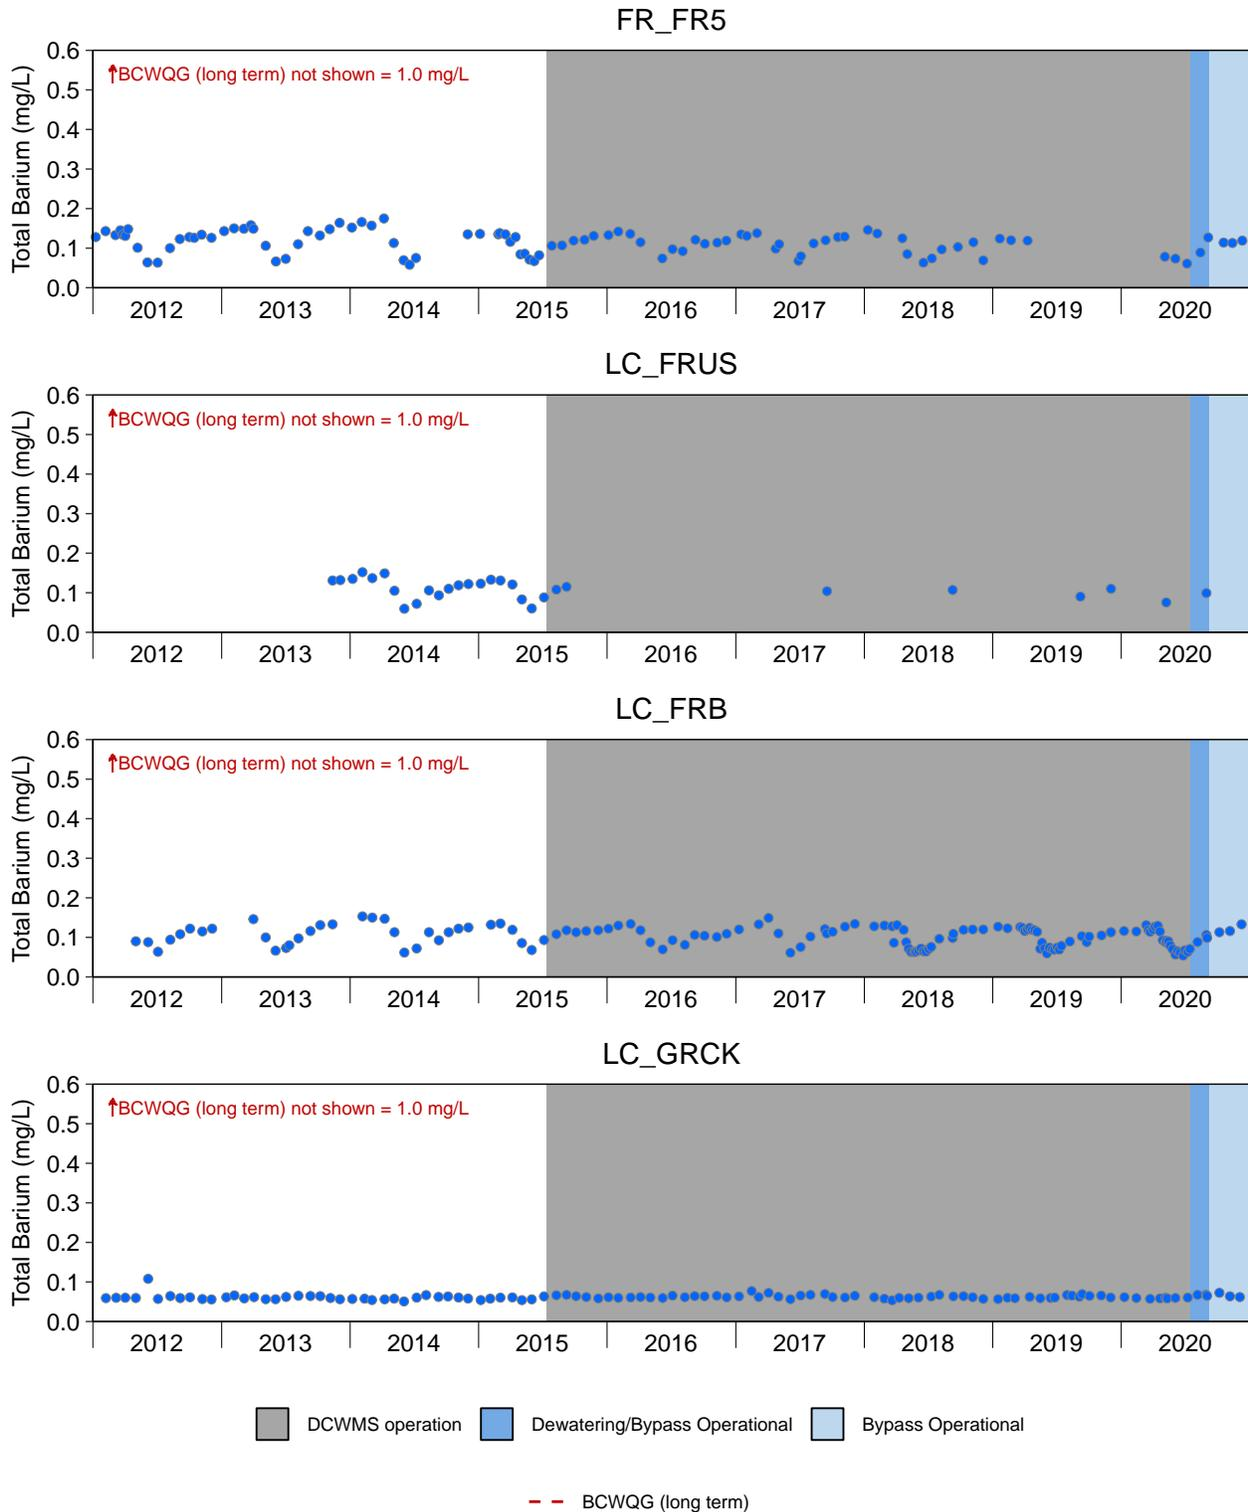 FR_FR5
Total Barium (mg/L)
0.6
0.5
0.4
0.3
0.2
0.1
0.0
↑BCWQG (long term) not shown = 1.0 mg/L
2012 2013 2014 2015 2016 2017 2018 2019 2020
LC_FRUS
Total Barium (mg/L)
0.6
0.5
0.4
0.3
0.2
0.1
0.0
↑BCWQG (long term) not shown = 1.0 mg/L
2012 2013 2014 2015 2016 2017 2018 2019 2020
LC_FRB
Total Barium (mg/L)
0.6
0.5
0.4
0.3
0.2
0.1
0.0
↑BCWQG (long term) not shown = 1.0 mg/L
2012 2013 2014 2015 2016 2017 2018 2019 2020
LC_GRCK
Total Barium (mg/L)
0.6
0.5
0.4
0.3
0.2
0.1
0.0
↑BCWQG (long term) not shown = 1.0 mg/L
2012 2013 2014 2015 2016 2017 2018 2019 2020
DCWMS operation Dewatering/Bypass Operational Bypass Operational
BCWQG (long term)